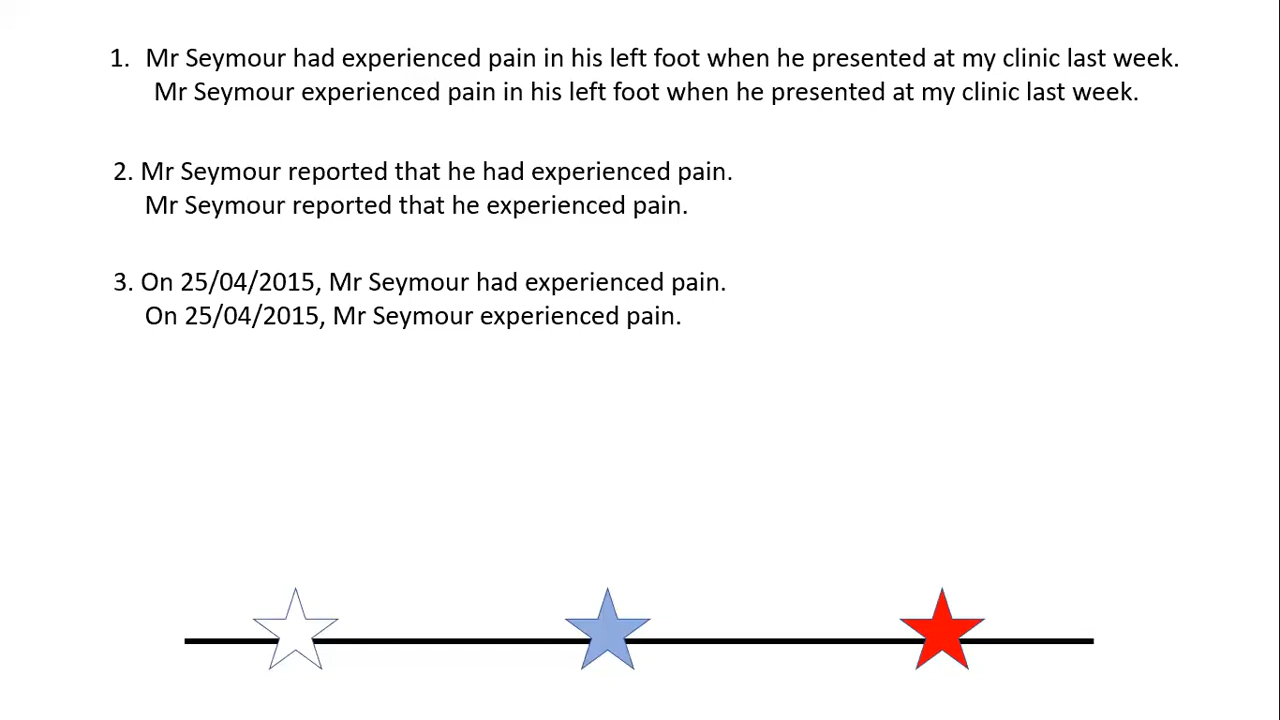 1. Mr Seymour had experienced pain in his left foot when he presented at my clinic last week.
Mr Seymour experienced pain in his left foot when he presented at my clinic last week.
2. Mr Seymour reported that he had experienced pain.
Mr Seymour reported that he experienced pain.
3. On 25/04/2015, Mr Seymour had experienced pain.
On 25/04/2015, Mr Seymour experienced pain.